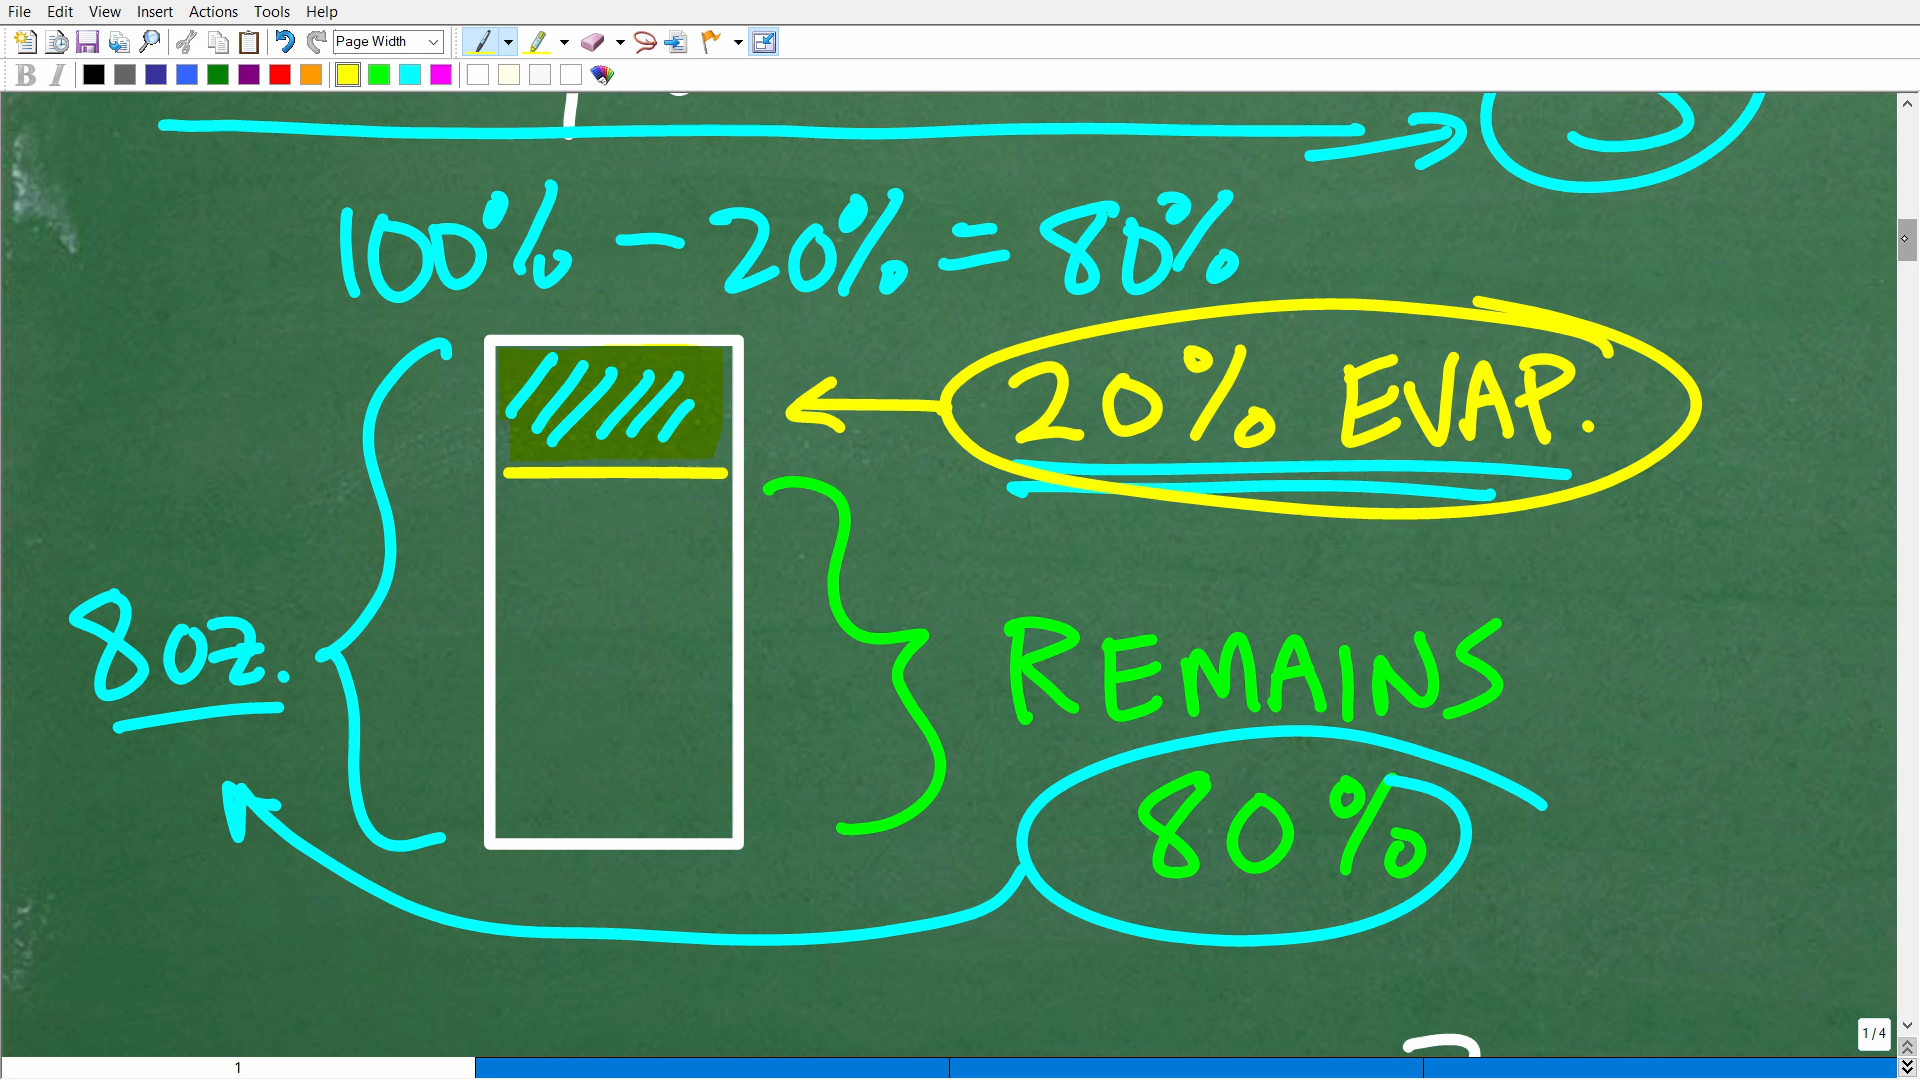 File Edit View Insert Actions Tools Help
Page Width
B I
100% - 20% = 80%
20% EVAP.
8oz.
REMAINS
80%
1 / 4
1